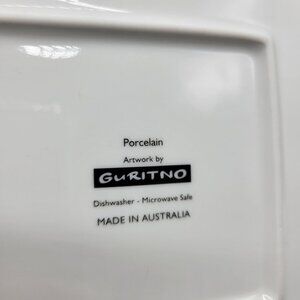 Porcelain
Artwork by
GuRITNO
Dishwasher - Microwave Safe
MADE IN AUSTRALIA